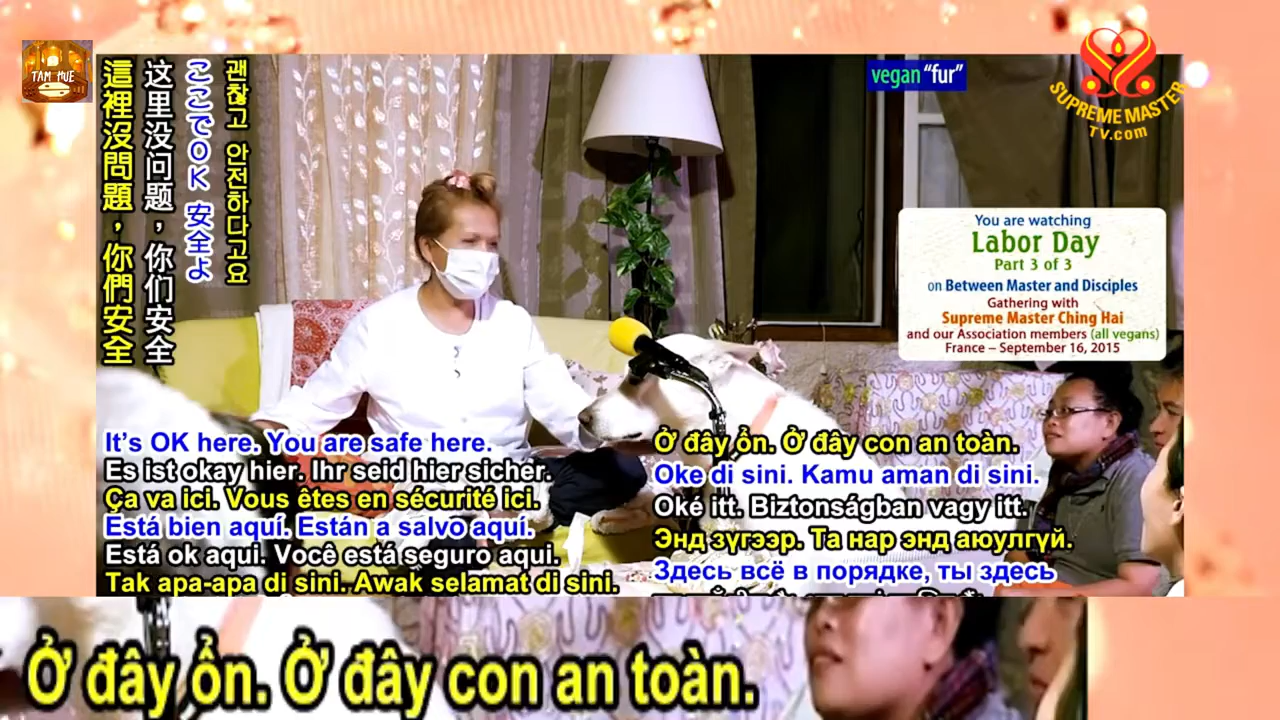 TAM HUE
這裡沒問題，你們安全
这里没问题，你们安全
ここでOK 安全よ
괜찮고 안전하다고요
vegan “fur”
SUPREME MASTER
TV.com
You are watching
Labor Day
Part 3 of 3
on Between Master and Disciples
Gathering with
Supreme Master Ching Hai
and our Association members (all vegans)
France – September 16, 2015
It’s OK here. You are safe here.
Es ist okay hier. Ihr seid hier sicher.
Ça va ici. Vous êtes en sécurité ici.
Está bien aquí. Están a salvo aquí.
Está ok aqui. Você está seguro aqui.
Tak apa-apa di sini. Awak selamat di sini.
Ở đây ổn. Ở đây con an toàn.
Oke di sini. Kamu aman di sini.
Oké itt. Biztonságban vagy itt.
Энд зүгээр. Та нар энд аюулгүй.
Здесь всё в порядке, ты здесь
Ở đây ổn. Ở đây con an toàn.